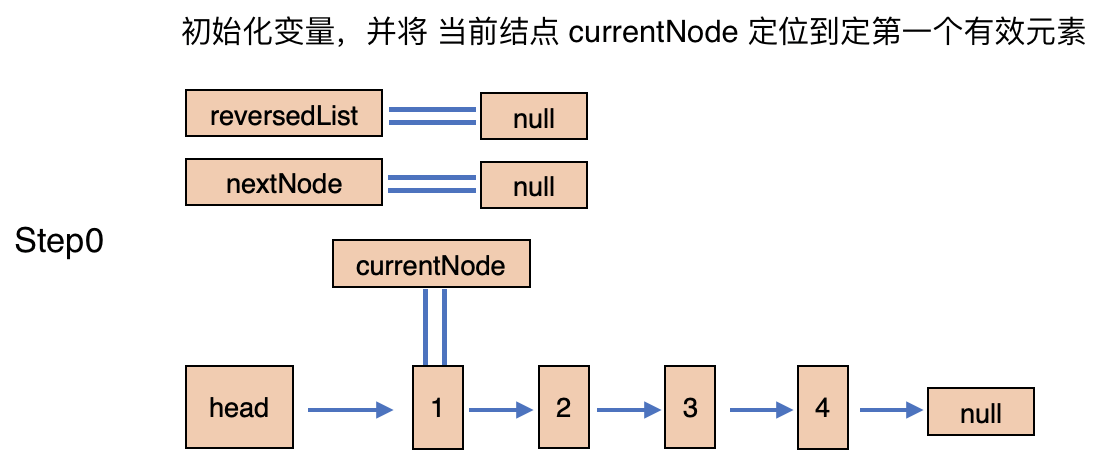 初始化变量，并将 当前结点 currentNode 定位到定第一个有效元素
reversedList
null
nextNode
null
Step0
currentNode
head
1
2
3
4
null